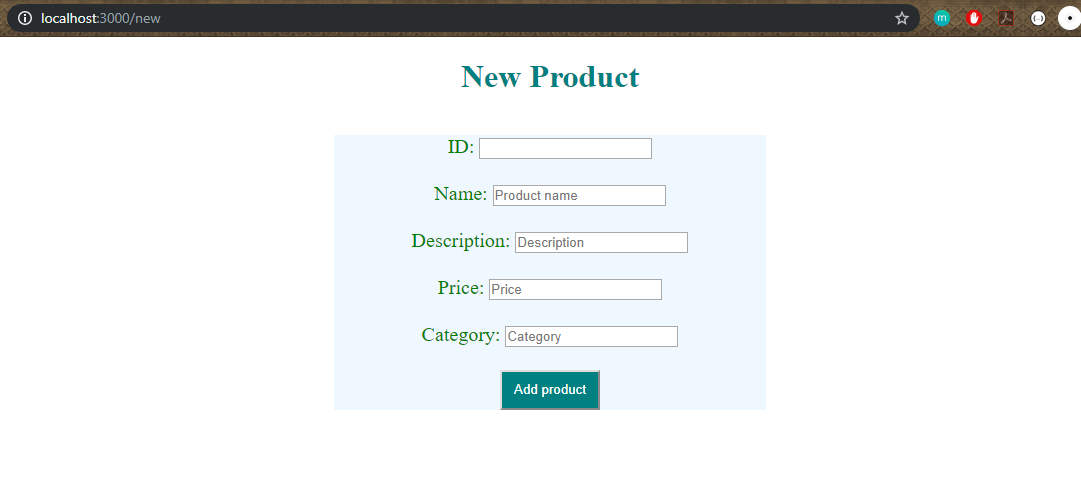 localhost:3000/new
m
New Product
ID:
Name: Product name
Description: Description
Price: Price
Category: Category
Add product